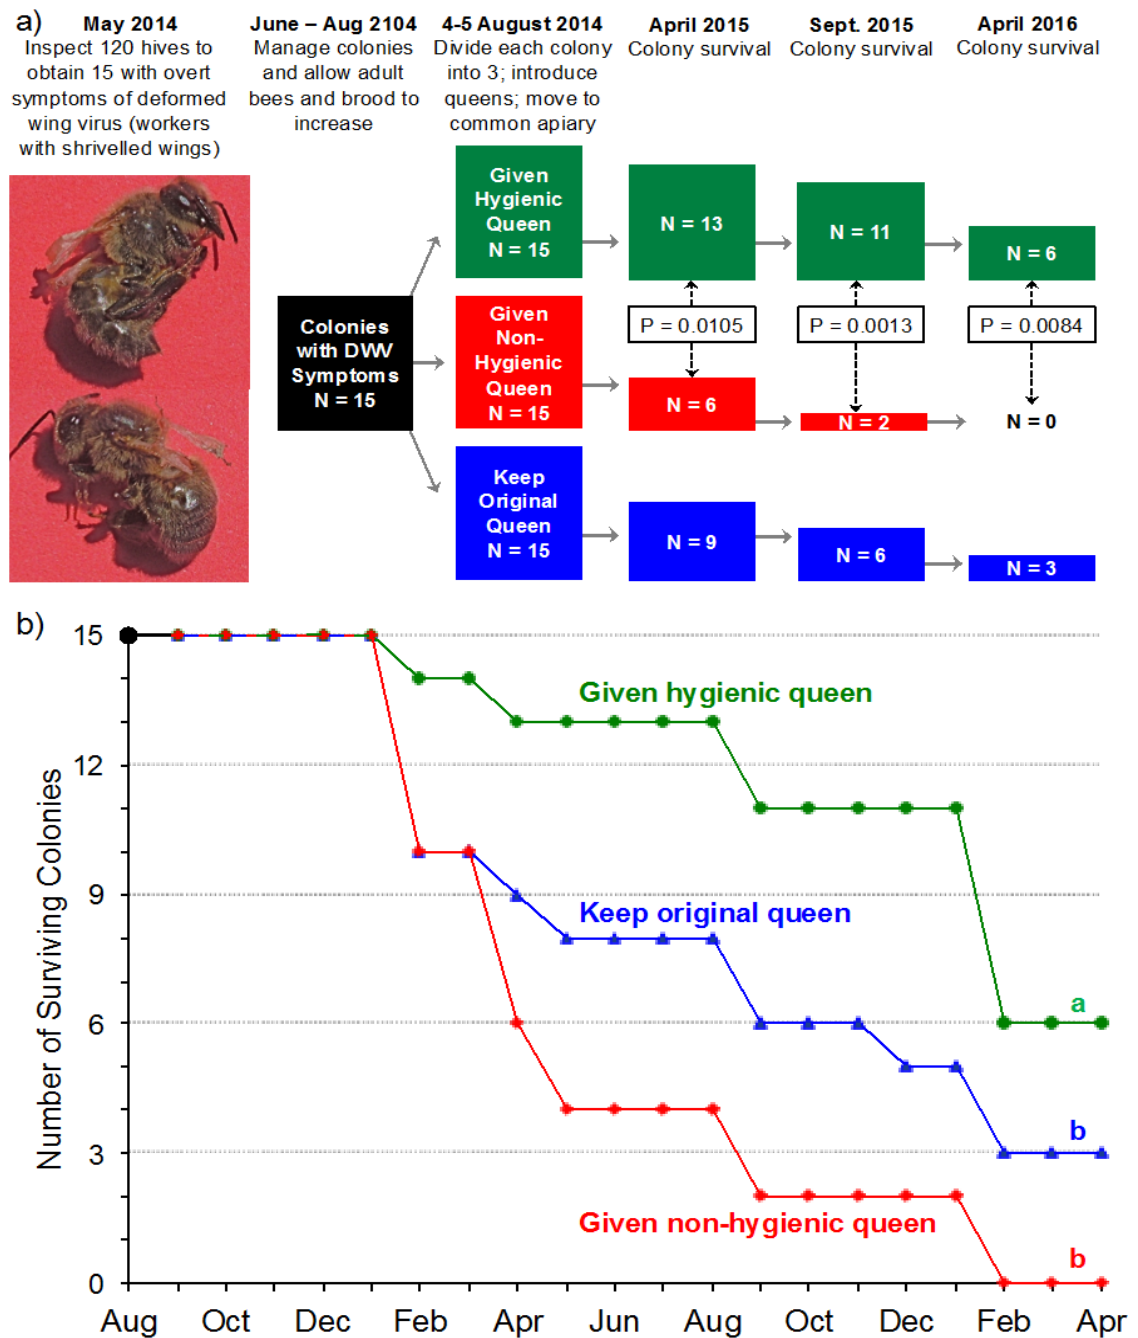 a)
May 2014
Inspect 120 hives to
obtain 15 with overt
symptoms of deformed
wing virus (workers
with shrivelled wings)
June – Aug 2104
Manage colonies
and allow adult
bees and brood to
increase
4-5 August 2014
Divide each colony
into 3; introduce
queens; move to
common apiary
April 2015
Colony survival
Sept. 2015
Colony survival
April 2016
Colony survival
Colonies
with DWV
Symptoms
N = 15
Given
Hygienic
Queen
N = 15
N = 13
N = 11
N = 6
Given
Non-
Hygienic
Queen
N = 15
P = 0.0105
P = 0.0013
P = 0.0084
N = 6
N = 2
N = 0
Keep
Original
Queen
N = 15
N = 9
N = 6
N = 3
b)
Number of Surviving Colonies
15
12
9
6
3
0
Given hygienic queen
Keep original queen
Given non-hygienic queen
a
b
b
Aug Oct Dec Feb Apr Jun Aug Oct Dec Feb Apr